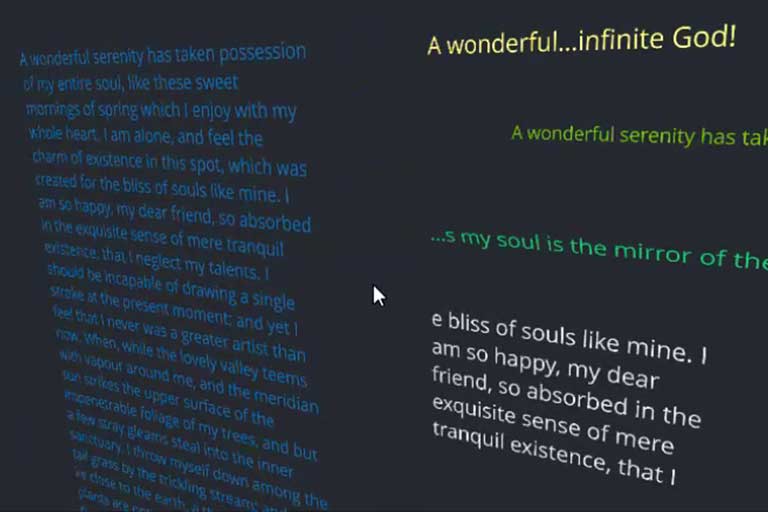 A wonderful serenity has taken possession
of my entire soul, like these sweet
mornings of spring which I enjoy with my
whole heart. I am alone, and feel the
charm of existence in this spot, which was
created for the bliss of souls like mine. I
am so happy, my dear friend, so absorbed
in the exquisite sense of mere tranquil
existence, that I neglect my talents. I
should be incapable of drawing a single
stroke at the present moment; and yet I
feel that I never was a greater artist than
now. When, while the lovely valley teems
with vapour around me, and the meridian
sun strikes the upper surface of the
impenetrable foliage of my trees, and but
a few stray gleams steal into the inner
sanctuary, I throw myself down among the
tall grass by the trickling stream; and
close to the earth, a
plants are
A wonderful...infinite God!
A wonderful serenity has tak
...s my soul is the mirror of the
e bliss of souls like mine. I
am so happy, my dear
friend, so absorbed in the
exquisite sense of mere
tranquil existence, that I